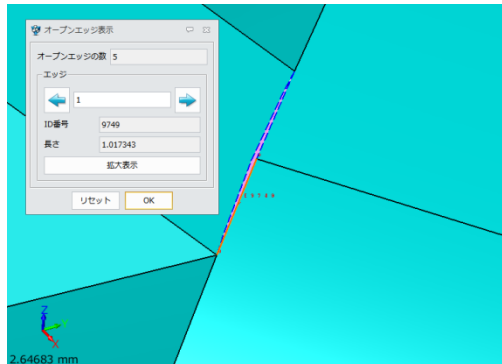 オープンエッジ表示
オープンエッジの数 5
エッジ
1
ID番号 9749
長さ 1.017343
拡大表示
リセット OK
Z
Y
X
2.64683 mm